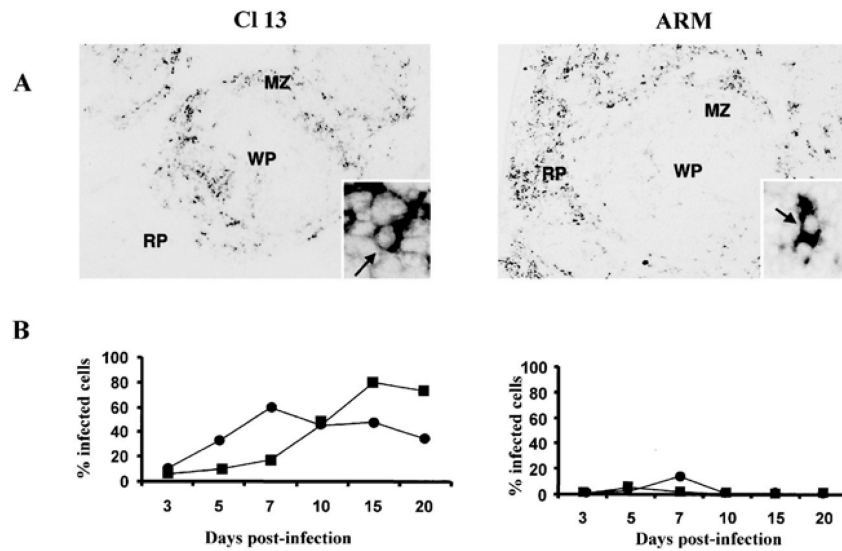 Cl 13
ARM
A
MZ
WP
RP
MZ
RP
WP
B
% infected cells
100
80
60
40
20
0
3 5 7 10 15 20
Days post-infection
% infected cells
100
80
60
40
20
0
3 5 7 10 15 20
Days post-infection